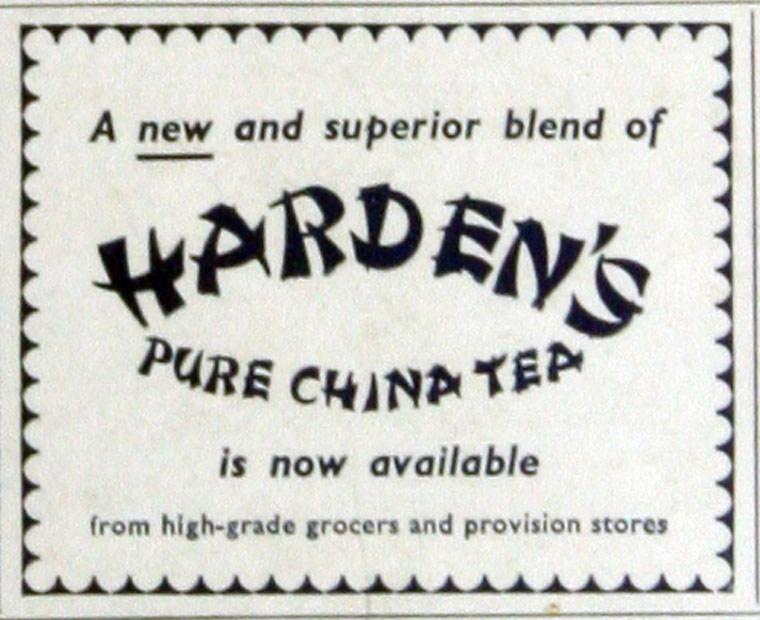 A new and superior blend of
HARDEN'S
PURE CHINA TEA
is now available
from high-grade grocers and provision stores